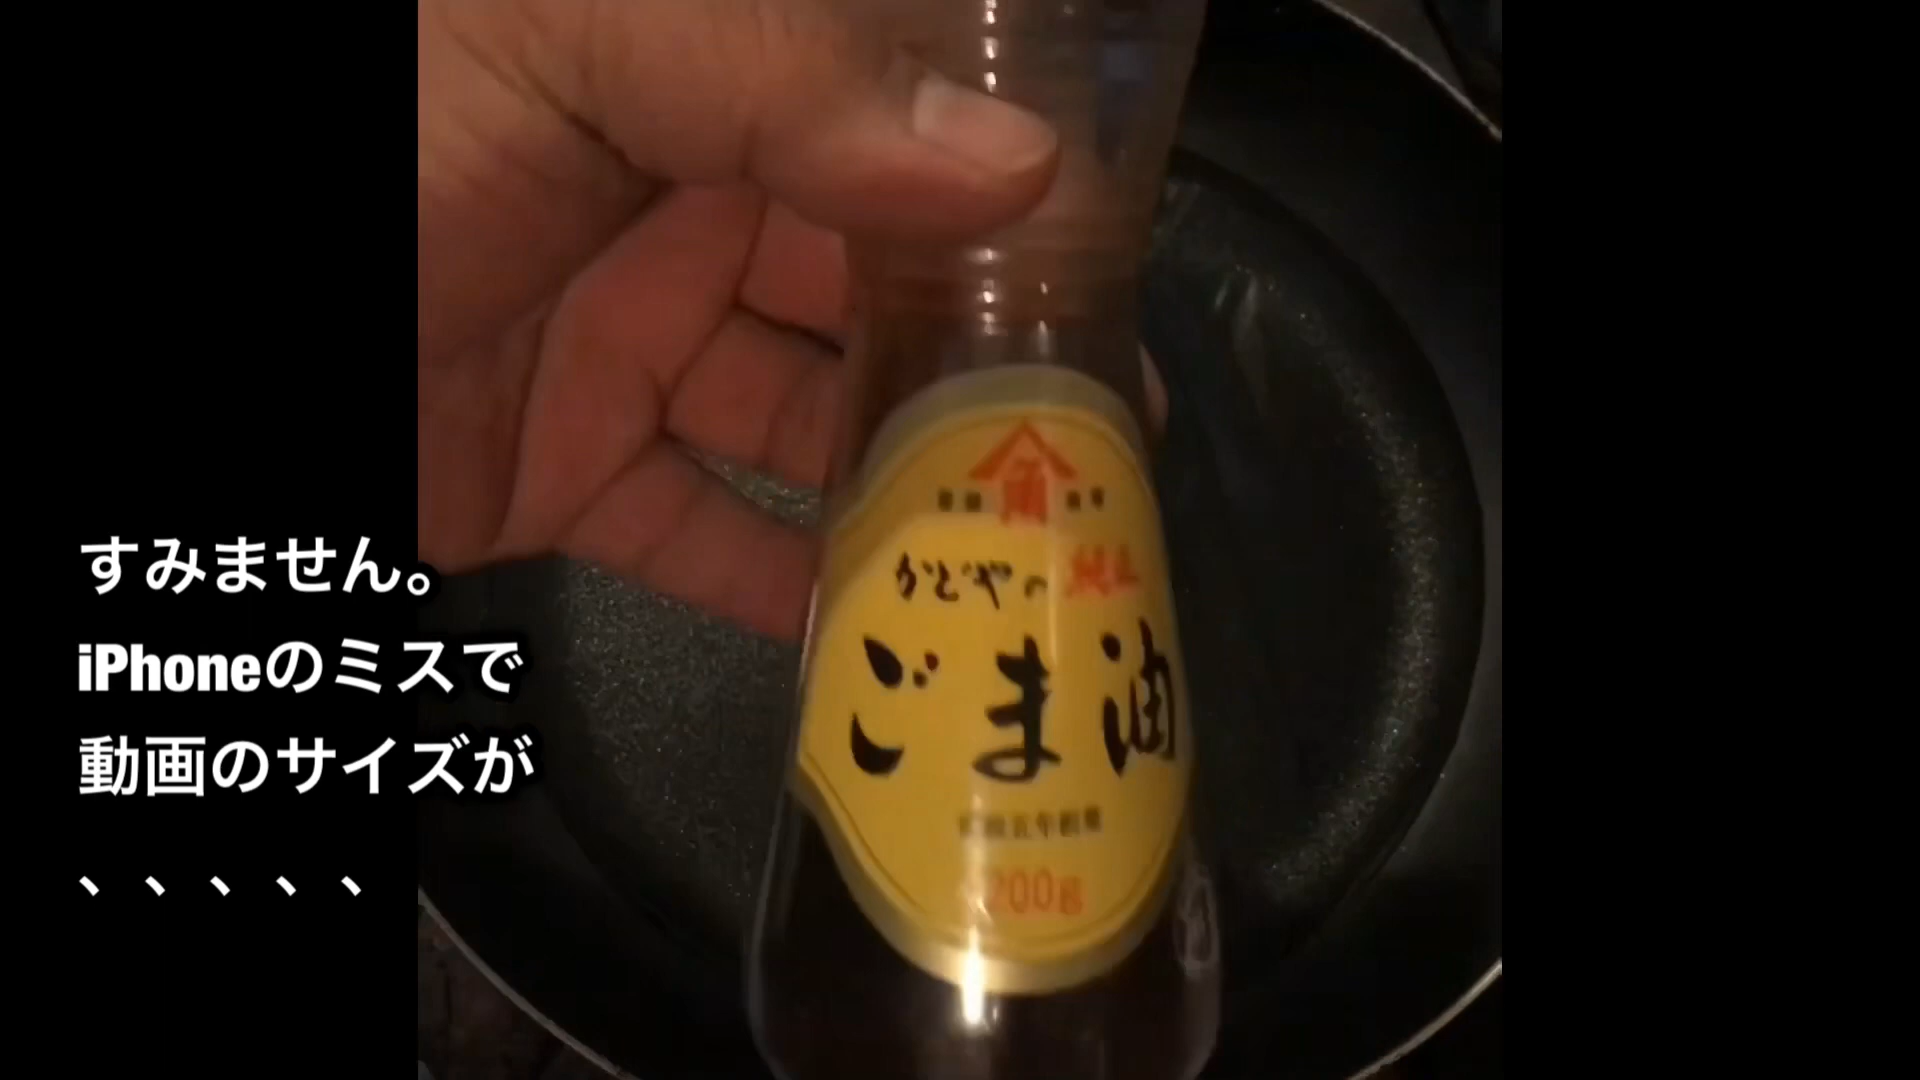 すみません。
iPhoneのミスで
動画のサイズが
、、、、、
かどやの 純正
ごま油
200g